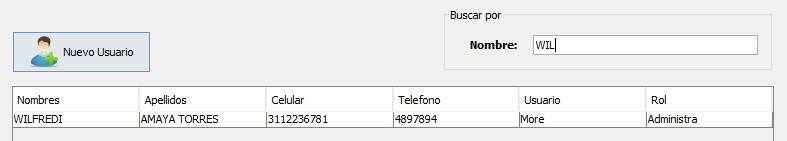 Buscar por
Nuevo Usuario
Nombre: WIL
Nombres Apellidos Celular Telefono Usuario Rol
WILFREDI AMAYA TORRES 3112236781 4897894 More Administra